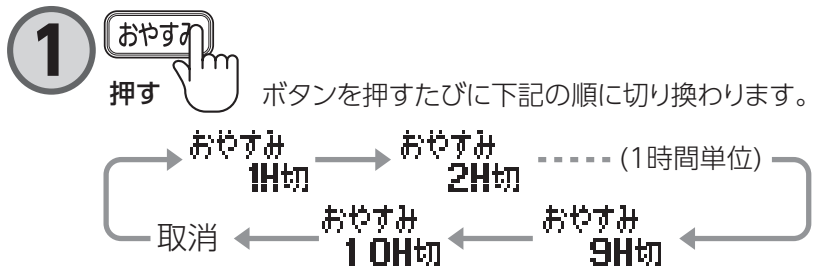 1
おやすみ
押す
ボタンを押すたびに下記の順に切り換わります。
おやすみ
1H切
おやすみ
2H切
(1時間単位)
取消
おやすみ
10H切
おやすみ
9H切